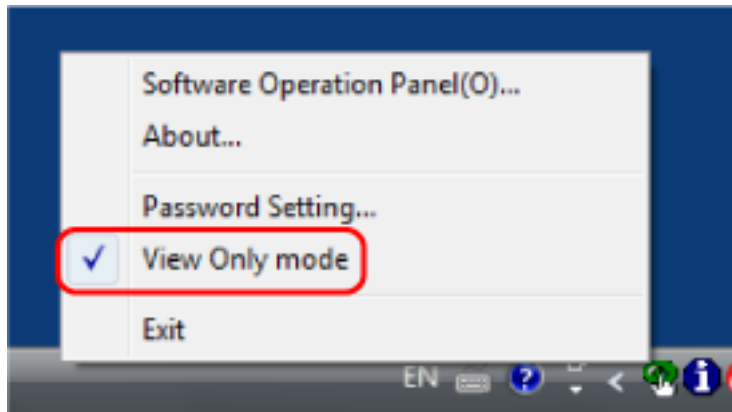 Software Operation Panel(O)...
About...
Password Setting...
View Only mode
Exit
EN